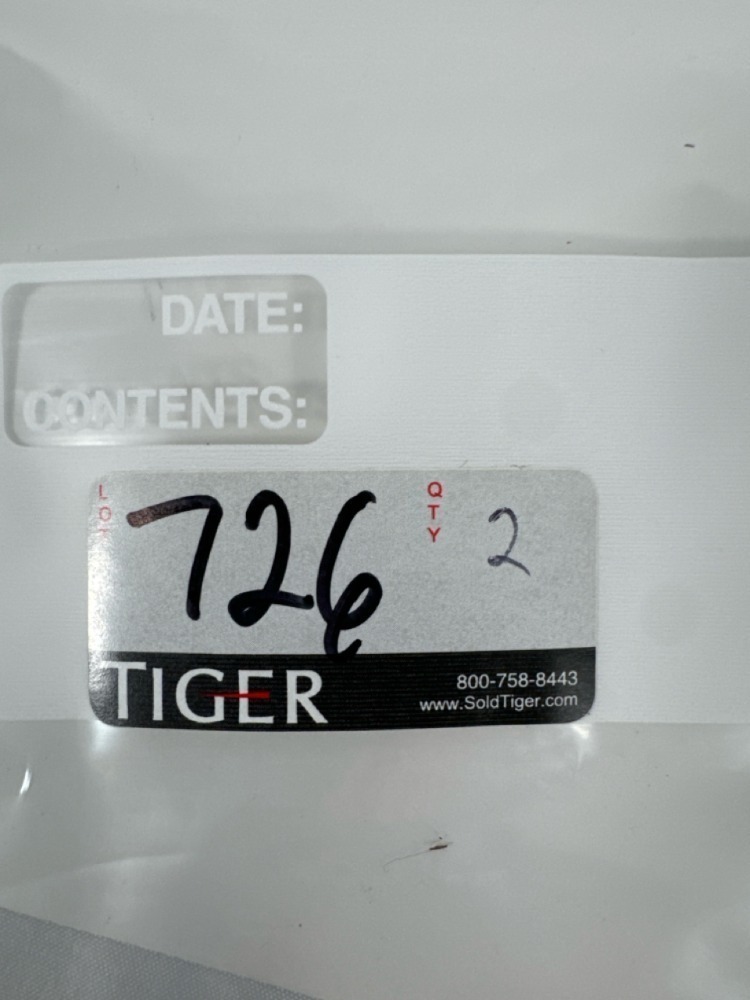 DATE:
CONTENTS:
LOT 726 QTY 2
TIGER
800-758-8443
www.SoldTiger.com